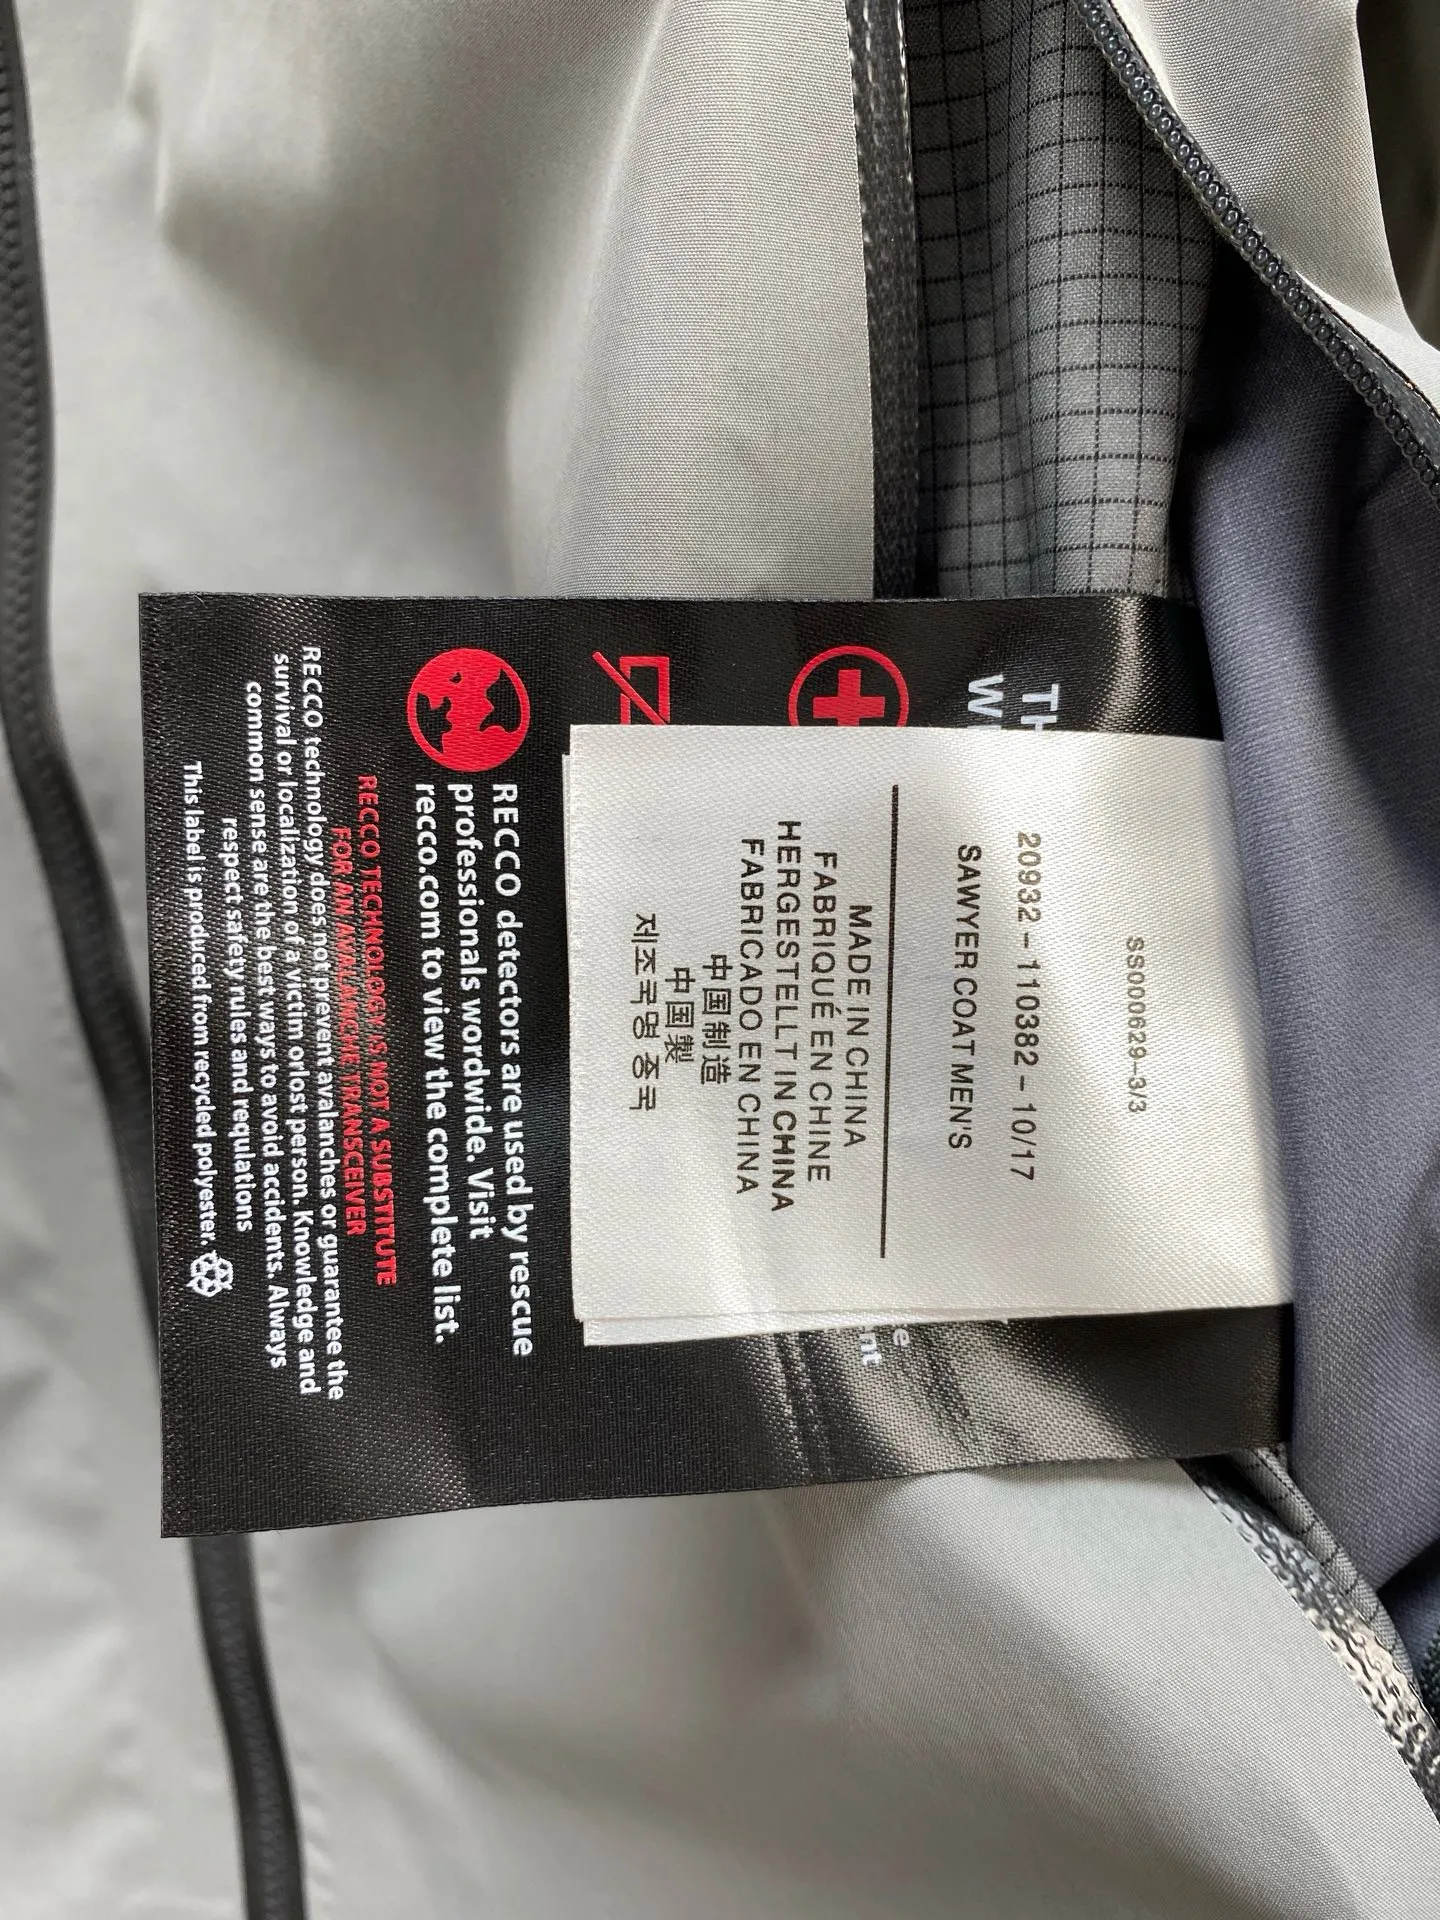 SS000629-3/3
20932 - 110382 - 10/17
SAWYER COAT MEN'S
MADE IN CHINA
FABRIQUÉ EN CHINE
HERGESTELLT IN CHINA
FABRICADO EN CHINA
中国制造
中国製
제조국명 중국
RECCO detectors are used by rescue
professionals worldwide. Visit
recco.com to view the complete list.
RECCO TECHNOLOGY IS NOT A SUBSTITUTE
FOR AN AVALANCHE TRANSCEIVER
RECCO technology does not prevent avalanches or guarantee the
survival or localization of a victim or lost person. Knowledge and
common sense are the best ways to avoid accidents. Always
respect safety rules and requlations
This label is produced from recycled polyester.